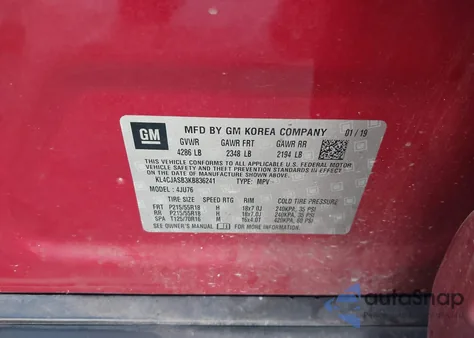 GM
MFD BY GM KOREA COMPANY 01/19
GVWR GAWR FRT GAWR RR
4286 LB 2348 LB 2194 LB
THIS VEHICLE CONFORMS TO ALL APPLICABLE U.S. FEDERAL MOTOR
VEHICLE SAFETY AND THEFT PREVENTION STANDARDS IN EFFECT ON
THE DATE OF MANUFACTURE SHOWN ABOVE.
KL4CJASB3KB836241 TYPE: MPV
MODEL: 4JU76
TIRE SIZE SPEED RTG RIM COLD TIRE PRESSURE
FRT P215/55R18 H 18x7.0J 240KPA, 35 PSI
RR P215/55R18 H 18x7.0J 240KPA, 35 PSI
SPA T125/70R16 M 16x4.0T 420KPA, 60 PSI
SEE OWNER'S MANUAL FOR MORE INFORMATION.
autosnap